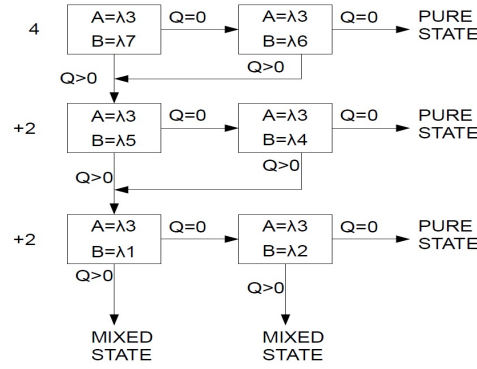 4
A=λ3
B=λ7
Q=0
A=λ3
B=λ6
Q=0
PURE
STATE
Q>0
Q>0
+2
A=λ3
B=λ5
Q=0
A=λ3
B=λ4
Q=0
PURE
STATE
Q>0
Q>0
+2
A=λ3
B=λ1
Q=0
A=λ3
B=λ2
Q=0
PURE
STATE
Q>0
Q>0
MIXED
STATE
MIXED
STATE